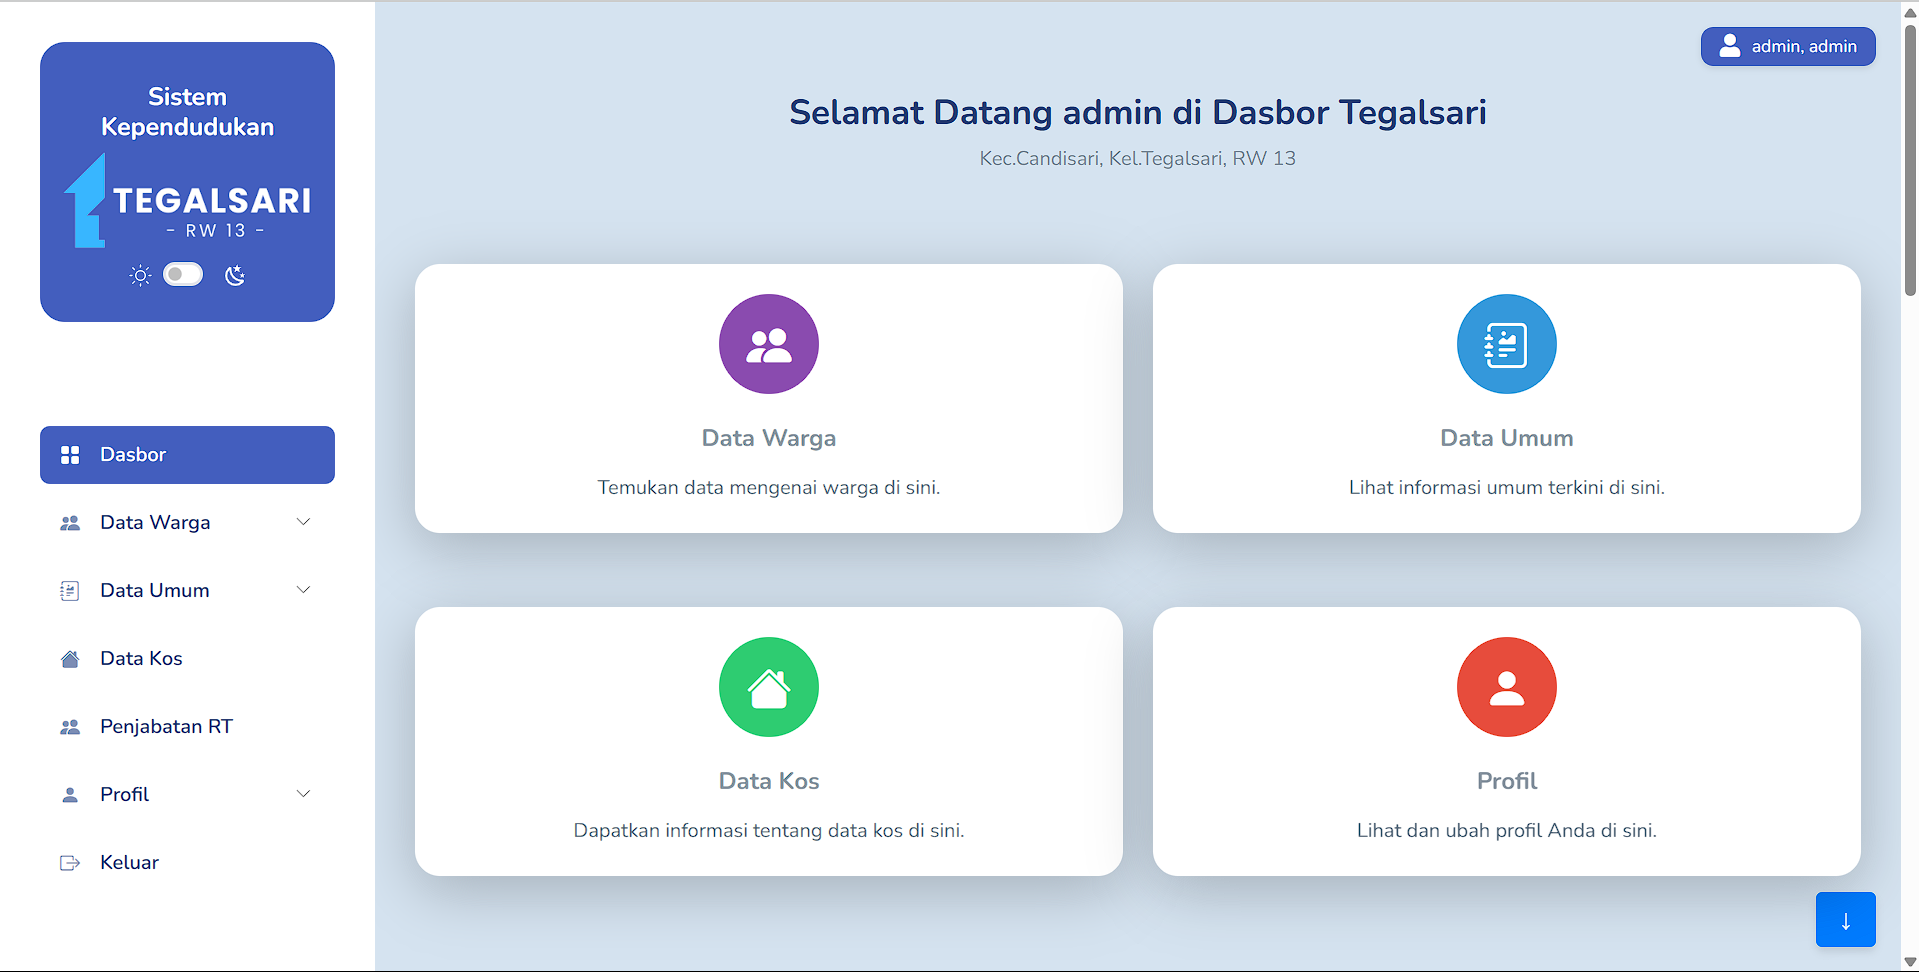 Sistem
Kependudukan
TEGALSARI
- RW 13 -
Dasbor
Data Warga
Data Umum
Data Kos
Penjabatan RT
Profil
Keluar
admin, admin
Selamat Datang admin di Dasbor Tegalsari
Kec.Candisari, Kel.Tegalsari, RW 13
Data Warga
Temukan data mengenai warga di sini.
Data Umum
Lihat informasi umum terkini di sini.
Data Kos
Dapatkan informasi tentang data kos di sini.
Profil
Lihat dan ubah profil Anda di sini.
↓